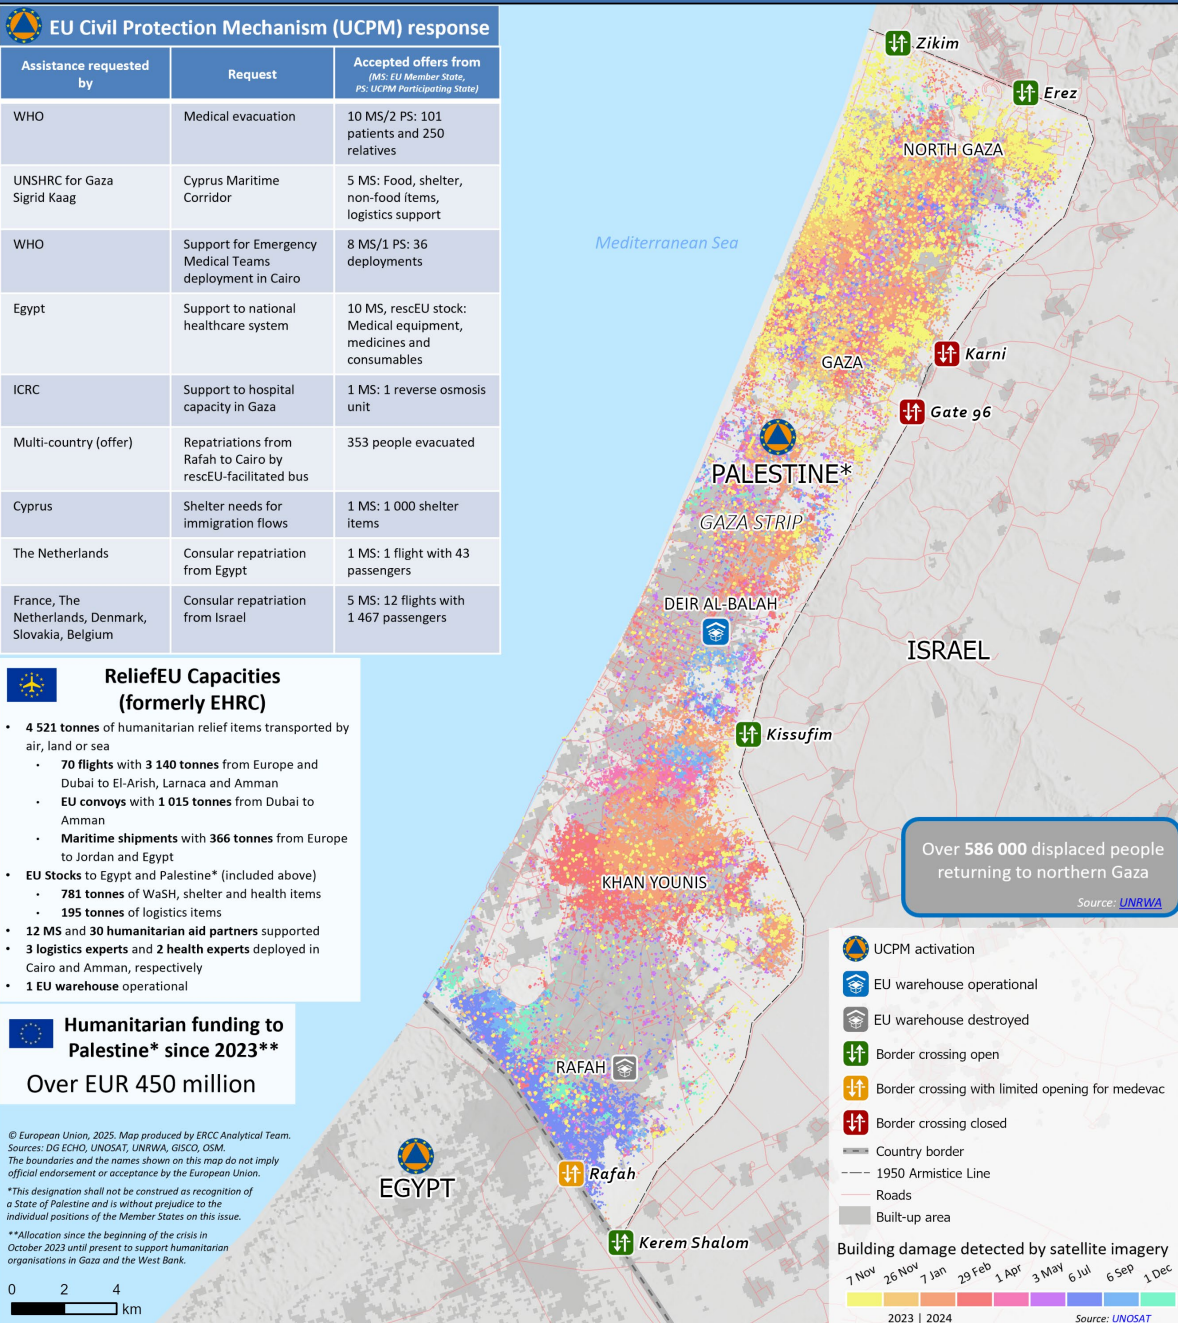 EU Civil Protection Mechanism (UCPM) response
Assistance requested
by
Request
Accepted offers from
(MS: EU Member State,
PS: UCPM Participating State)
WHO
Medical evacuation
10 MS/2 PS: 101
patients and 250
relatives
UNSHRC for Gaza
Sigrid Kaag
Cyprus Maritime
Corridor
5 MS: Food, shelter,
non-food items,
logistics support
WHO
Support for Emergency
Medical Teams
deployment in Cairo
8 MS/1 PS: 36
deployments
Egypt
Support to national
healthcare system
10 MS, rescEU stock:
Medical equipment,
medicines and
consumables
ICRC
Support to hospital
capacity in Gaza
1 MS: 1 reverse osmosis
unit
Multi-country (offer)
Repatriations from
Rafah to Cairo by
rescEU-facilitated bus
353 people evacuated
Cyprus
Shelter needs for
immigration flows
1 MS: 1 000 shelter
items
The Netherlands
Consular repatriation
from Egypt
1 MS: 1 flight with 43
passengers
France, The
Netherlands, Denmark,
Slovakia, Belgium
Consular repatriation
from Israel
5 MS: 12 flights with
1 467 passengers
ReliefEU Capacities
(formerly EHRC)
• 4 521 tonnes of humanitarian relief items transported by
air, land or sea
• 70 flights with 3 140 tonnes from Europe and
Dubai to El-Arish, Larnaca and Amman
• EU convoys with 1 015 tonnes from Dubai to
Amman
• Maritime shipments with 366 tonnes from Europe
to Jordan and Egypt
• EU Stocks to Egypt and Palestine* (included above)
• 781 tonnes of WaSH, shelter and health items
• 195 tonnes of logistics items
• 12 MS and 30 humanitarian aid partners supported
• 3 logistics experts and 2 health experts deployed in
Cairo and Amman, respectively
• 1 EU warehouse operational
Humanitarian funding to
Palestine* since 2023**
Over EUR 450 million
© European Union, 2025. Map produced by ERCC Analytical Team.
Sources: DG ECHO, UNOSAT, UNRWA, GISCO, OSM.
The boundaries and the names shown on this map do not imply
official endorsement or acceptance by the European Union.
*This designation shall not be construed as recognition of
a State of Palestine and is without prejudice to the
individual positions of the Member States on this issue.
**Allocation since the beginning of the crisis in
October 2023 until present to support humanitarian
organisations in Gaza and the West Bank.
0 2 4
km
Zikim
Erez
NORTH GAZA
Mediterranean Sea
Karni
GAZA
Gate 96
PALESTINE*
GAZA STRIP
DEIR AL-BALAH
ISRAEL
Kissufim
KHAN YOUNIS
RAFAH
EGYPT
Rafah
Kerem Shalom
Over 586 000 displaced people
returning to northern Gaza
Source: UNRWA
UCPM activation
EU warehouse operational
EU warehouse destroyed
Border crossing open
Border crossing with limited opening for medevac
Border crossing closed
Country border
1950 Armistice Line
Roads
Built-up area
Building damage detected by satellite imagery
7 Nov 26 Nov 7 Jan 29 Feb 1 Apr 3 May 6 Jul 6 Sep 1 Dec
2023 | 2024
Source: UNOSAT